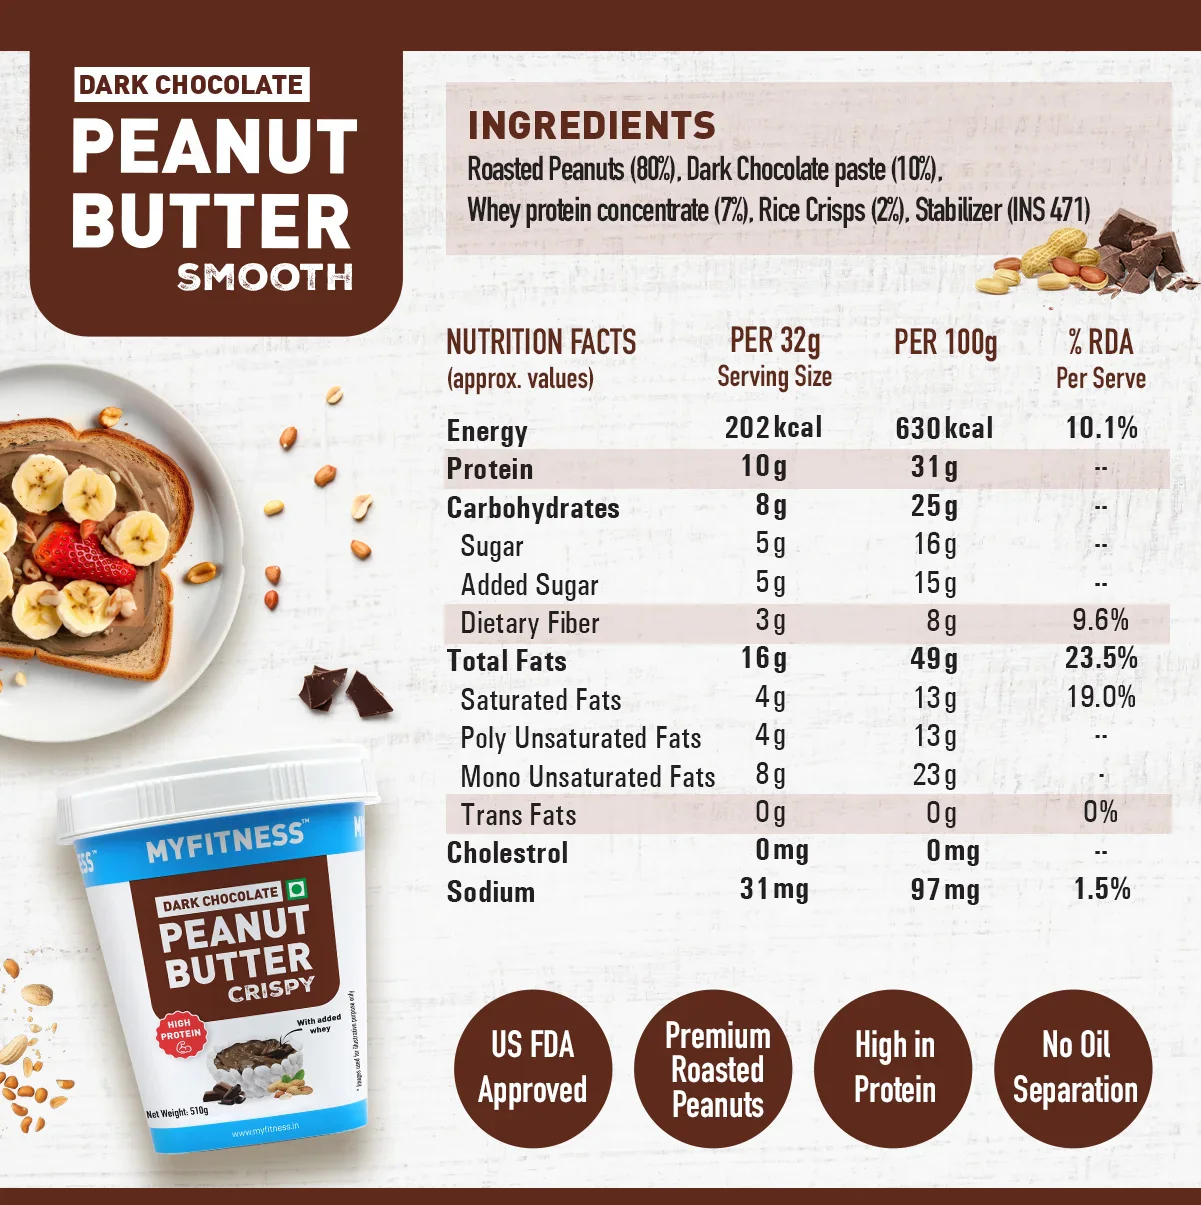 DARK CHOCOLATE
PEANUT
BUTTER
SMOOTH
INGREDIENTS
Roasted Peanuts (80%), Dark Chocolate paste (10%),
Whey protein concentrate (7%), Rice Crisps (2%), Stabilizer (INS 471)
NUTRITION FACTS PER 32g PER 100g % RDA
(approx. values) Serving Size Per Serve
Energy 202 kcal 630 kcal 10.1%
Protein 10 g 31 g --
Carbohydrates 8 g 25 g --
Sugar 5 g 16 g --
Added Sugar 5 g 15 g --
Dietary Fiber 3 g 8 g 9.6%
Total Fats 16 g 49 g 23.5%
Saturated Fats 4 g 13 g 19.0%
Poly Unsaturated Fats 4 g 13 g --
Mono Unsaturated Fats 8 g 23 g -
Trans Fats 0 g 0 g 0%
Cholestrol 0 mg 0 mg --
Sodium 31 mg 97 mg 1.5%
MYFITNESS™
DARK CHOCOLATE
PEANUT
BUTTER
CRISPY
HIGH
PROTEIN
With added
whey
* Images used for illustrative purpose only
Net Weight: 510g
www.myfitness.in
US FDA
Approved
Premium
Roasted
Peanuts
High in
Protein
No Oil
Separation